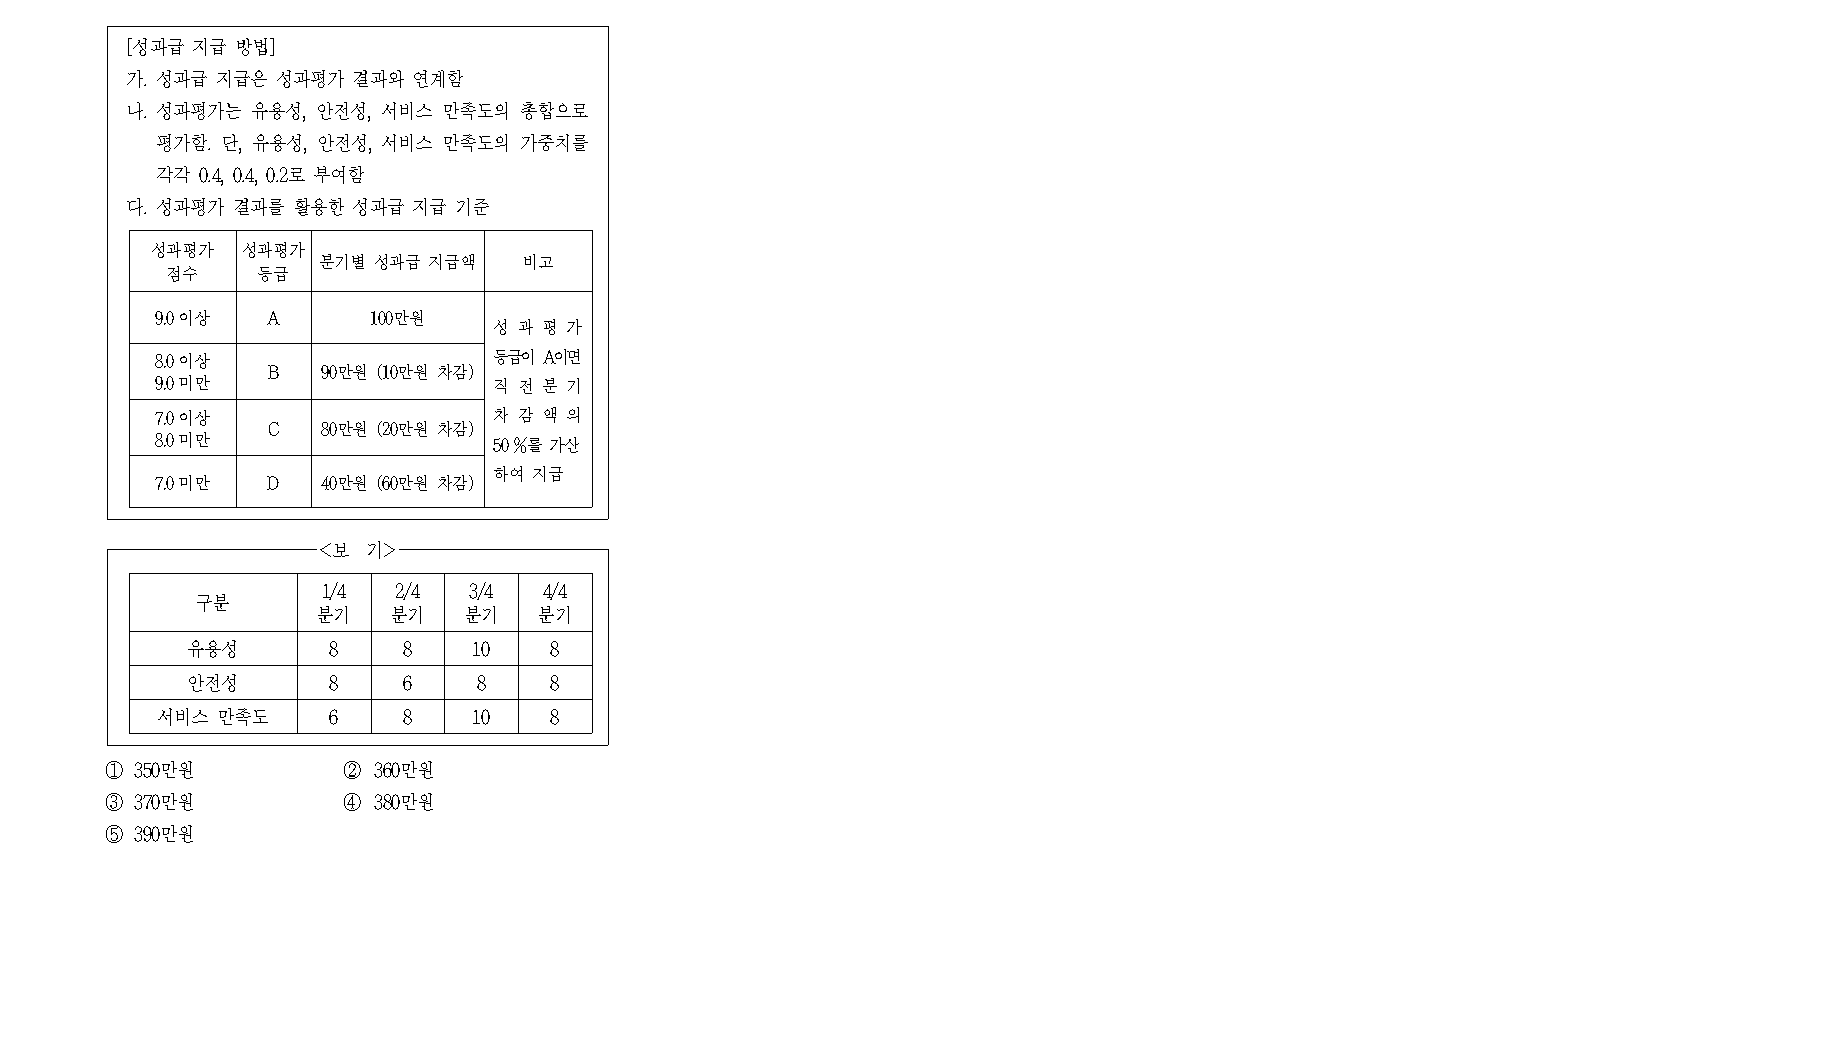 [성과급 지급 방법]
가. 성과급 지급은 성과평가 결과와 연계함
나. 성과평가는 유용성, 안전성, 서비스 만족도의 총합으로
평가함. 단, 유용성, 안전성, 서비스 만족도의 가중치를
각각 0.4, 0.4, 0.2로 부여함
다. 성과평가 결과를 활용한 성과급 지급 기준
성과평가 점수 성과평가 등급 분기별 성과급 지급액 비고
9.0 이상 A 100만원
8.0 이상 9.0 미만 B 90만원 (10만원 차감)
7.0 이상 8.0 미만 C 80만원 (20만원 차감)
7.0 미만 D 40만원 (60만원 차감)
성 과 평 가
등급이 A이면
직 전 분 기
차 감 액 의
50%를 가산
하여 지급
<보 기>
구분 1/4 분기 2/4 분기 3/4 분기 4/4 분기
유용성 8 8 10 8
안전성 8 6 8 8
서비스 만족도 6 8 10 8
① 350만원 ② 360만원
③ 370만원 ④ 380만원
⑤ 390만원